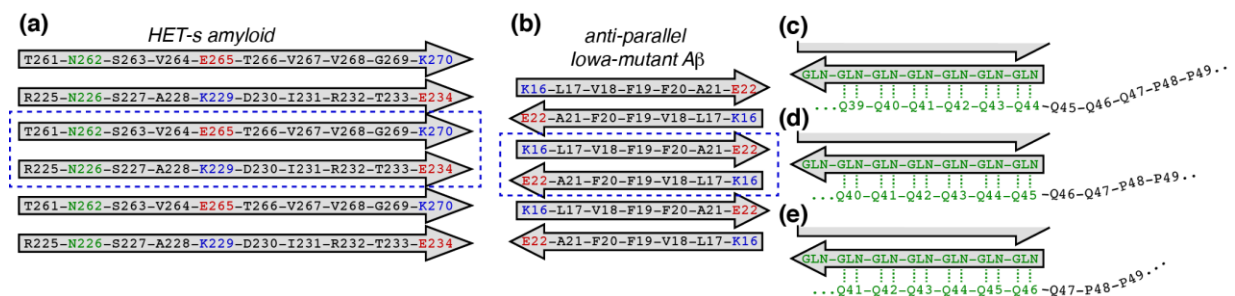 (a)
HET-s amyloid
T261-N262-S263-V264-E265-T266-V267-V268-G269-K270
R225-N226-S227-A228-K229-D230-I231-R232-T233-E234
T261-N262-S263-V264-E265-T266-V267-V268-G269-K270
R225-N226-S227-A228-K229-D230-I231-R232-T233-E234
T261-N262-S263-V264-E265-T266-V267-V268-G269-K270
R225-N226-S227-A228-K229-D230-I231-R232-T233-E234
(b)
anti-parallel
Iowa-mutant Aβ
K16-L17-V18-F19-F20-A21-E22
E22-A21-F20-F19-V18-L17-K16
K16-L17-V18-F19-F20-A21-E22
E22-A21-F20-F19-V18-L17-K16
K16-L17-V18-F19-F20-A21-E22
E22-A21-F20-F19-V18-L17-K16
(c)
GLN-GLN-GLN-GLN-GLN-GLN-GLN
...Q39-Q40-Q41-Q42-Q43-Q44-Q45-Q46-Q47-P48-P49..
(d)
GLN-GLN-GLN-GLN-GLN-GLN-GLN
...Q40-Q41-Q42-Q43-Q44-Q45-Q46-Q47-P48-P49..
(e)
GLN-GLN-GLN-GLN-GLN-GLN-GLN
...Q41-Q42-Q43-Q44-Q45-Q46-Q47-P48-P49...